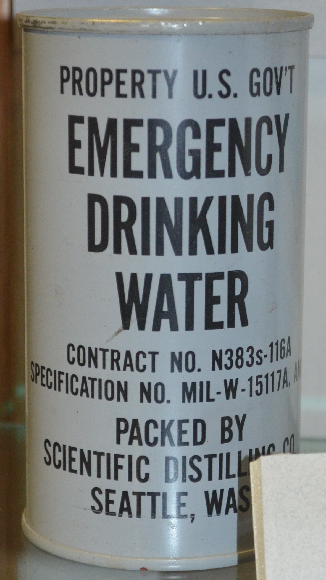 PROPERTY U.S. GOV'T
EMERGENCY
DRINKING
WATER
CONTRACT NO. N383s-116A
SPECIFICATION NO. MIL-W-15117A,
PACKED BY
SCIENTIFIC DISTILLING CO
SEATTLE, WAS